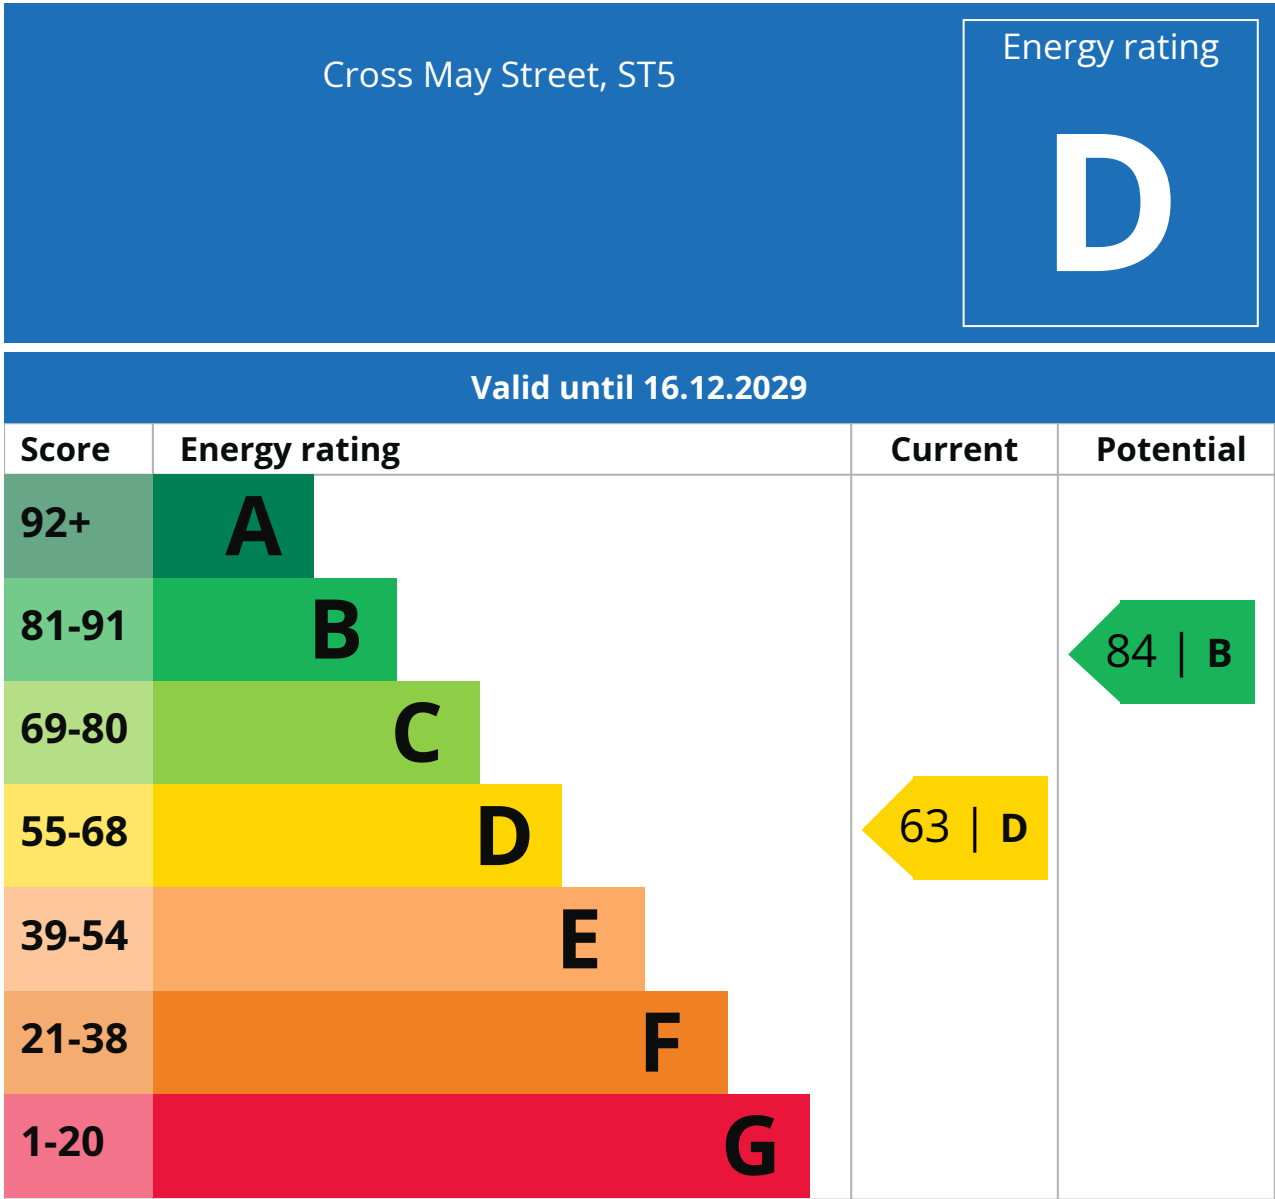 Cross May Street, ST5
Energy rating
D
Valid until 16.12.2029
Score Energy rating Current Potential
92+ A
81-91 B
84 | B
69-80 C
55-68 D
63 | D
39-54 E
21-38 F
1-20 G